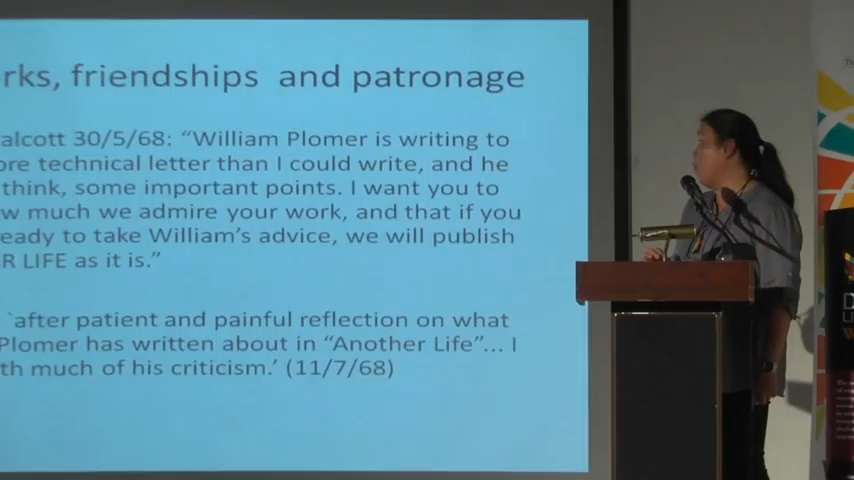 rks, friendships and patronage
alcott 30/5/68: “William Plomer is writing to
ore technical letter than I could write, and he
think, some important points. I want you to
w much we admire your work, and that if you
eady to take William’s advice, we will publish
R LIFE as it is.”
`after patient and painful reflection on what
Plomer has written about in “Another Life”... I
th much of his criticism.’ (11/7/68)